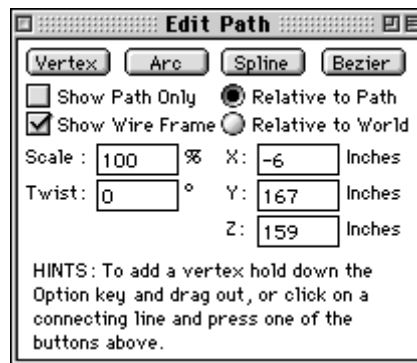 Edit Path
Vertex Arc Spline Bezier
Show Path Only Relative to Path
Show Wire Frame Relative to World
Scale : 100 % X: -6 Inches
Twist: 0 ° Y: 167 Inches
Z: 159 Inches
HINTS: To add a vertex hold down the
Option key and drag out, or click on a
connecting line and press one of the
buttons above.